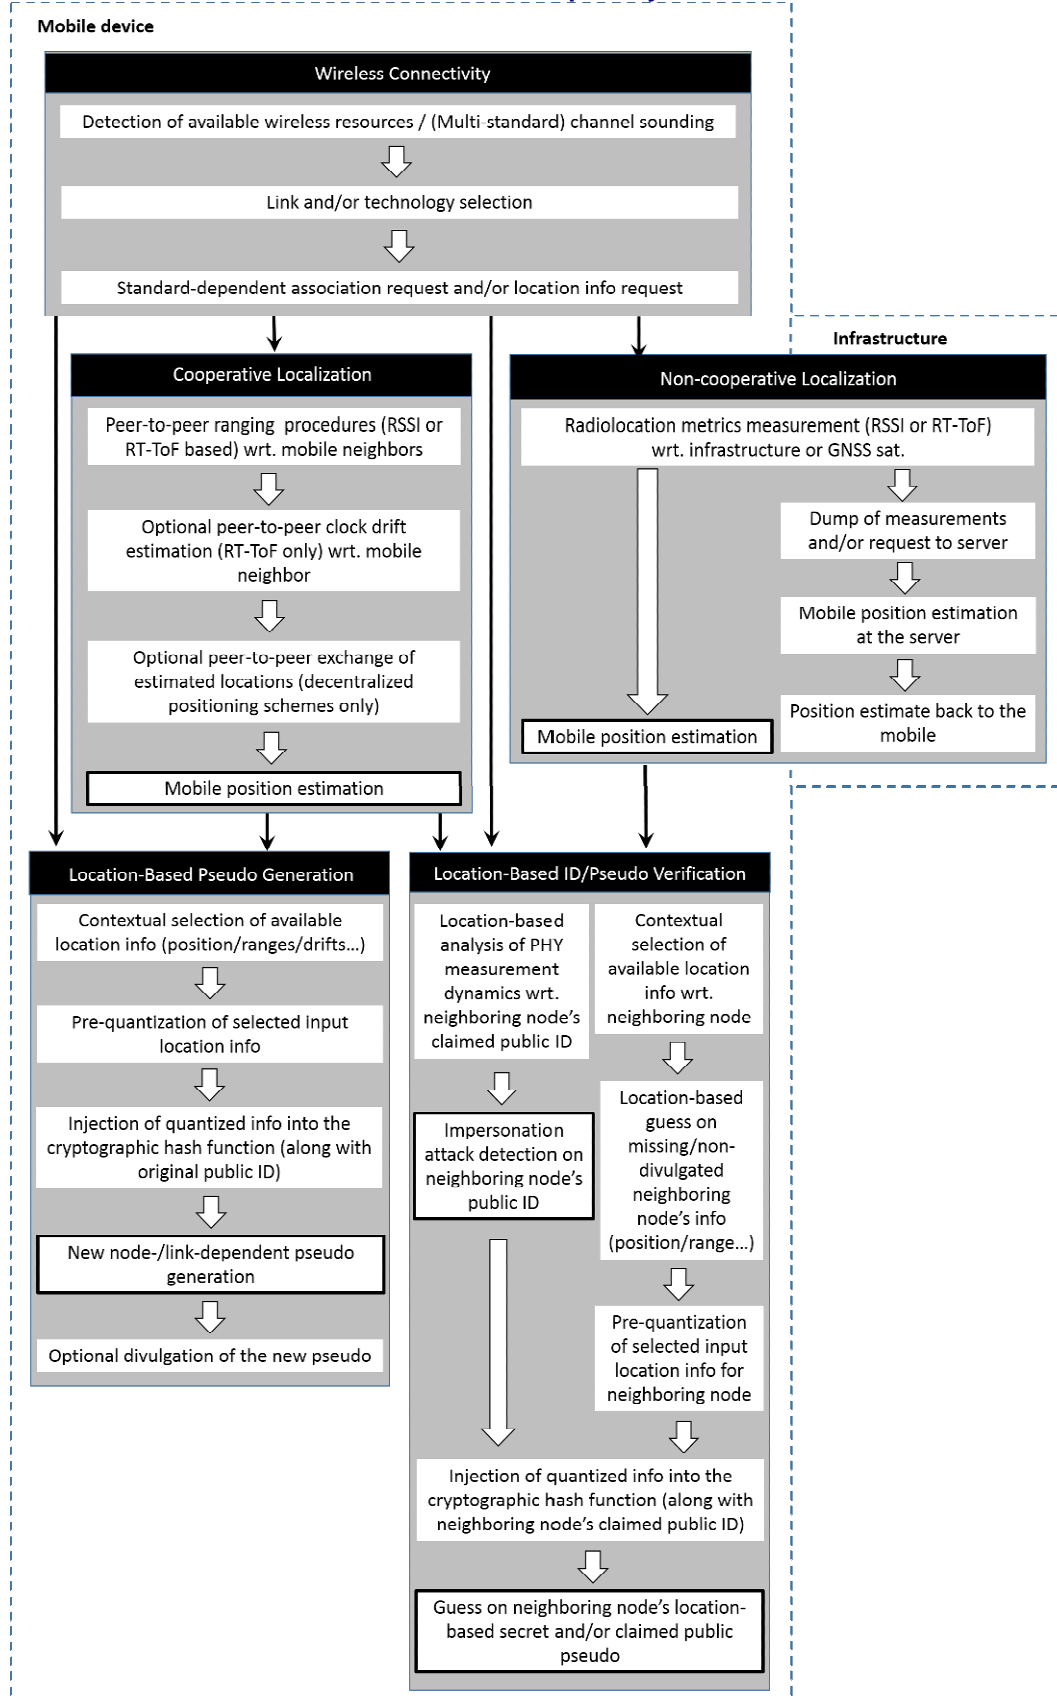 Mobile device
Wireless Connectivity
Detection of available wireless resources / (Multi-standard) channel sounding
Link and/or technology selection
Standard-dependent association request and/or location info request
Infrastructure
Cooperative Localization
Peer-to-peer ranging procedures (RSSI or
RT-ToF based) wrt. mobile neighbors
Optional peer-to-peer clock drift
estimation (RT-ToF only) wrt. mobile
neighbor
Optional peer-to-peer exchange of
estimated locations (decentralized
positioning schemes only)
Mobile position estimation
Non-cooperative Localization
Radiolocation metrics measurement (RSSI or RT-ToF)
wrt. infrastructure or GNSS sat.
Mobile position estimation
Dump of measurements
and/or request to server
Mobile position estimation
at the server
Position estimate back to the
mobile
Location-Based Pseudo Generation
Contextual selection of available
location info (position/ranges/drifts...)
Pre-quantization of selected input
location info
Injection of quantized info into the
cryptographic hash function (along with
original public ID)
New node-/link-dependent pseudo
generation
Optional divulgation of the new pseudo
Location-Based ID/Pseudo Verification
Location-based
analysis of PHY
measurement
dynamics wrt.
neighboring node's
claimed public ID
Impersonation
attack detection on
neighboring node's
public ID
Contextual
selection of
available location
info wrt.
neighboring node
Location-based
guess on
missing/non-
divulgated
neighboring
node's info
(position/range...)
Pre-quantization
of selected input
location info for
neighboring node
Injection of quantized info into the
cryptographic hash function (along with
neighboring node's claimed public ID)
Guess on neighboring node's location-
based secret and/or claimed public
pseudo